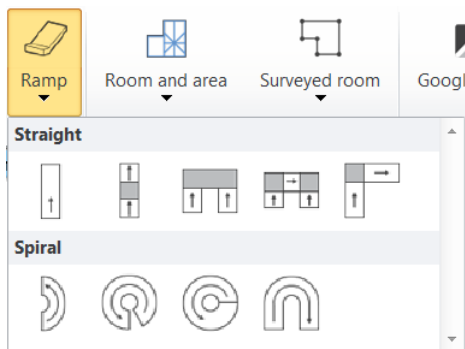 Ramp
Room and area
Surveyed room
Straight
Spiral